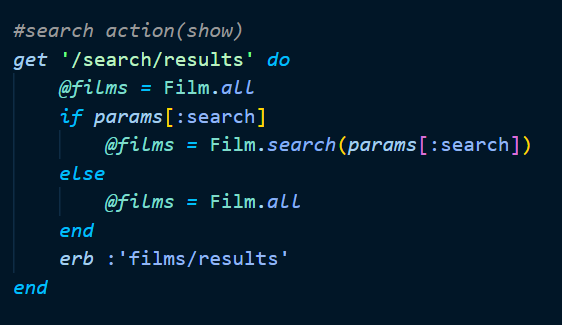 #search action(show)
get '/search/results' do
    @films = Film.all
    if params[:search]
        @films = Film.search(params[:search])
    else
        @films = Film.all
    end
    erb :'films/results'
end